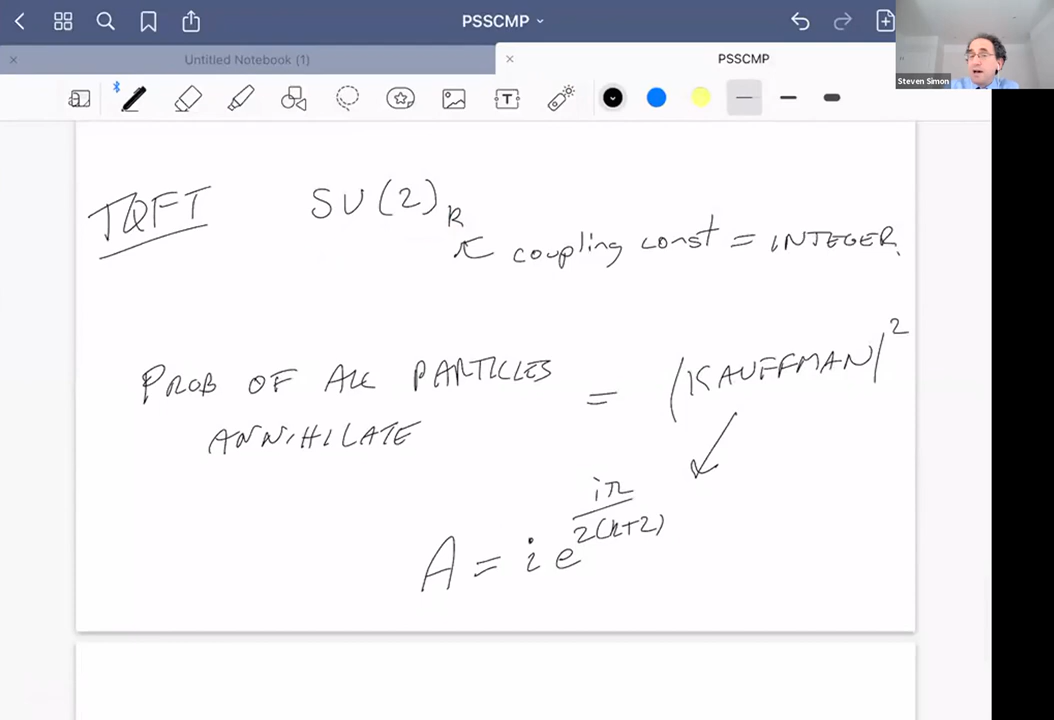 PSSCMP
Steven Simon
Untitled Notebook (1)
PSSCMP
TQFT SU(2)k
coupling const = INTEGER.
PROB OF ALL PARTICLES
ANNIHILATE = |KAUFFMAN|²
A = i e^(iπ/2(k+2))